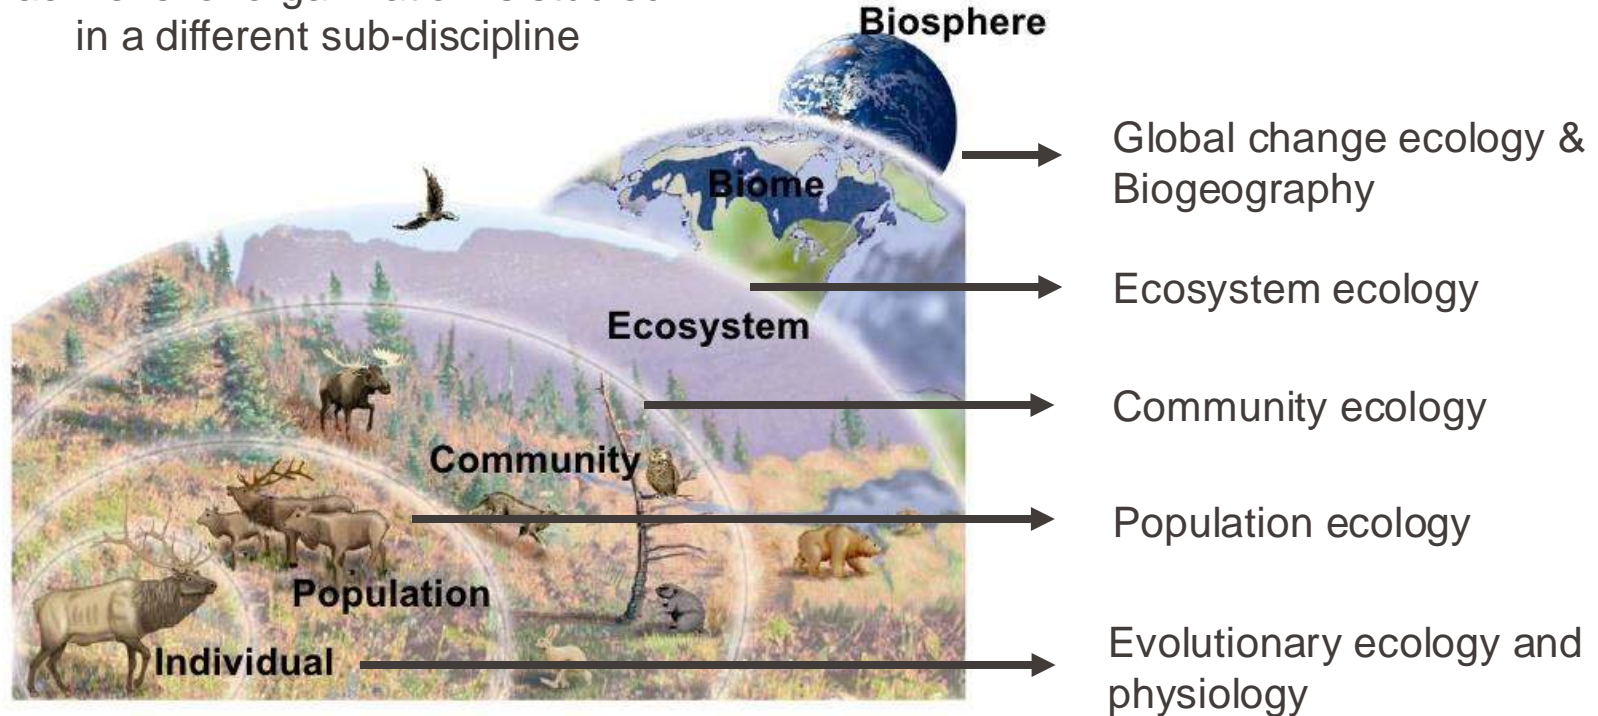 in a different sub-discipline
Biosphere
Global change ecology &
Biogeography
Biome
Ecosystem ecology
Ecosystem
Community ecology
Community
Population ecology
Population
Evolutionary ecology and
physiology
Individual